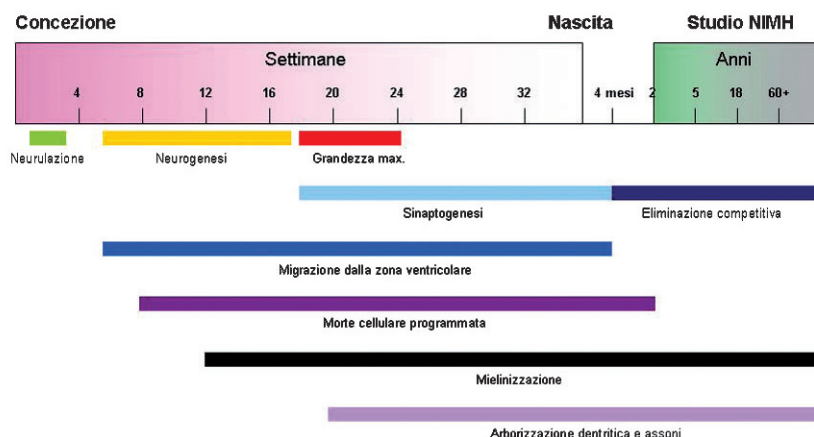 Concezione Nascita Studio NIMH
Settimane Anni
4 8 12 16 20 24 28 32 4 mesi 2 5 18 60+
Neurulazione Neurogenesi Grandezza max.
Sinaptogenesi Eliminazione competitiva
Migrazione dalla zona ventricolare
Morte cellulare programmata
Mielinizzazione
Arborizzazione dentritica e assoni